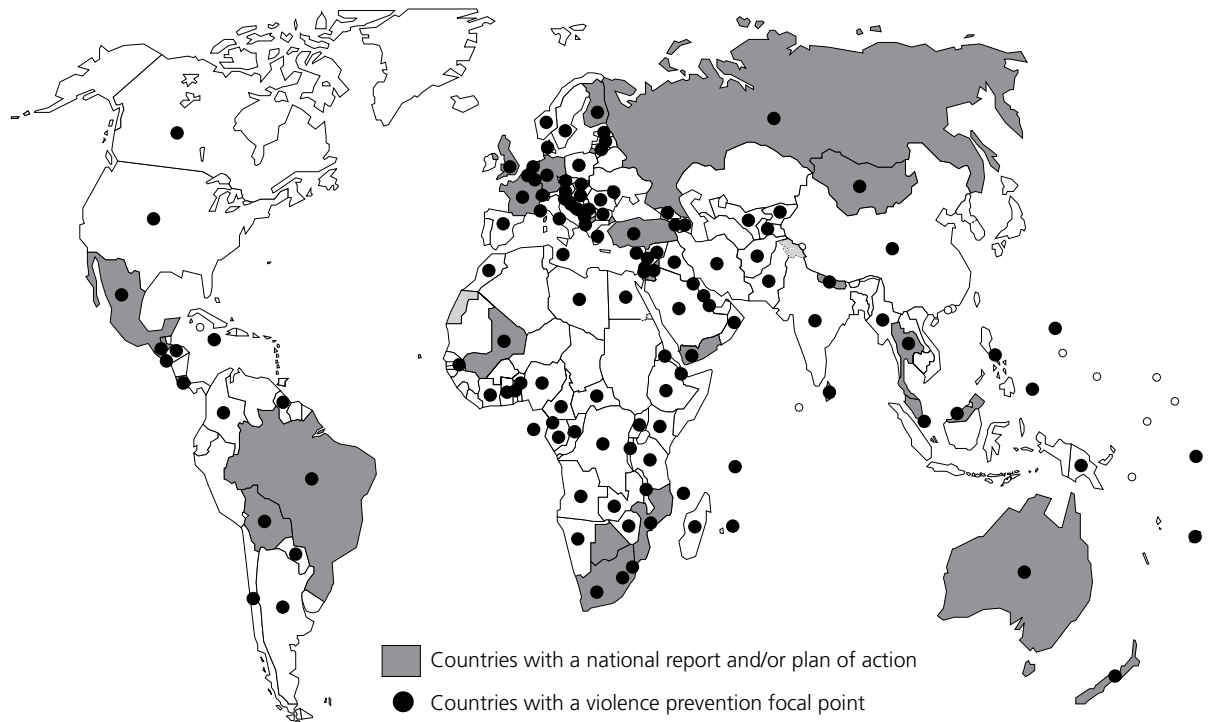 Countries with a national report and/or plan of action
Countries with a violence prevention focal point